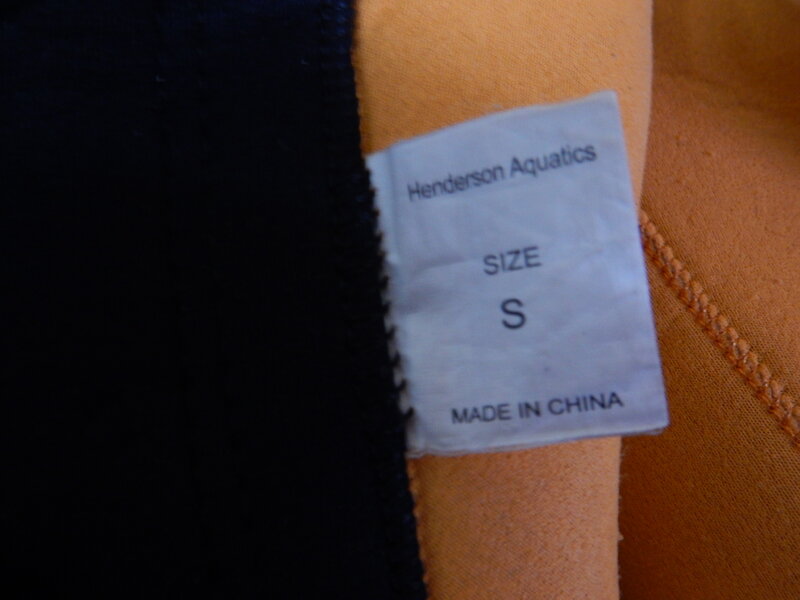 Henderson Aquatics
SIZE
S
MADE IN CHINA